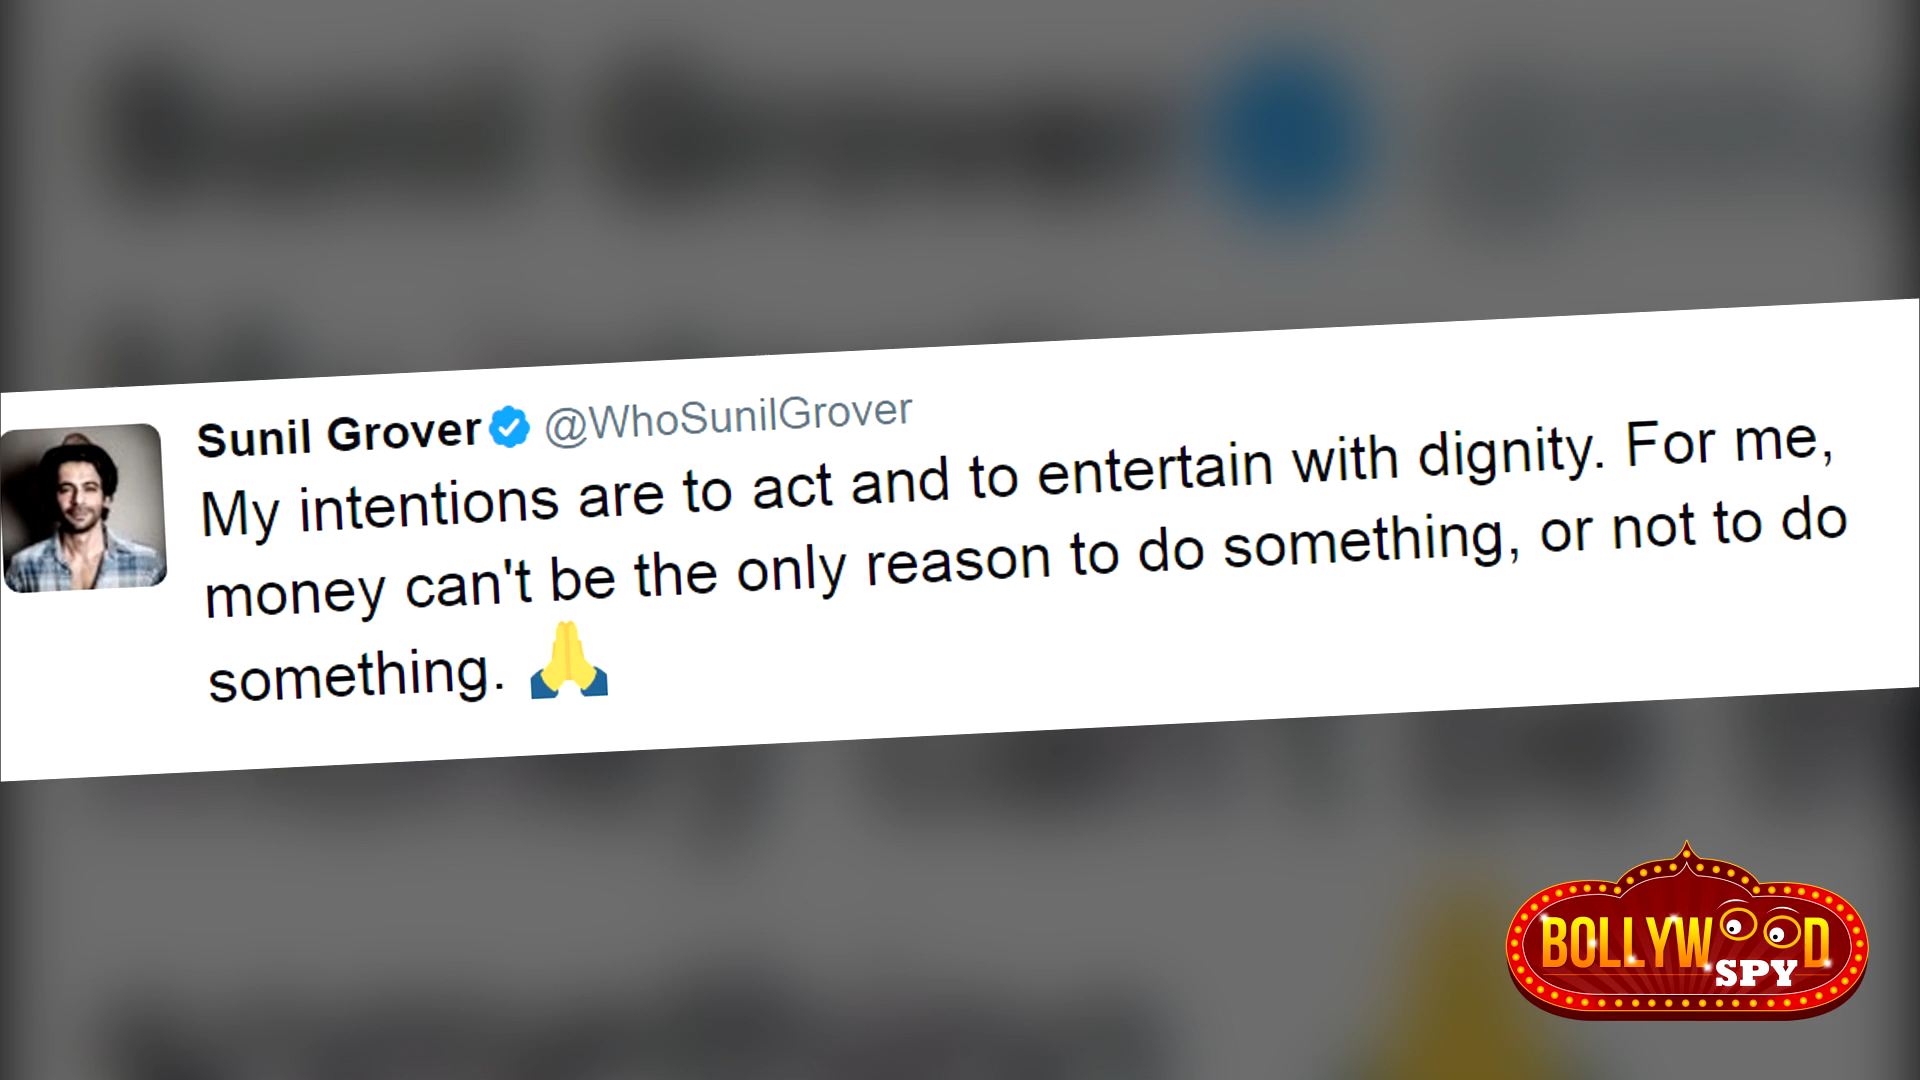 Sunil Grover @WhoSunilGrover
My intentions are to act and to entertain with dignity. For me,
money can't be the only reason to do something, or not to do
something. 🙏
BOLLYWOOD
SPY